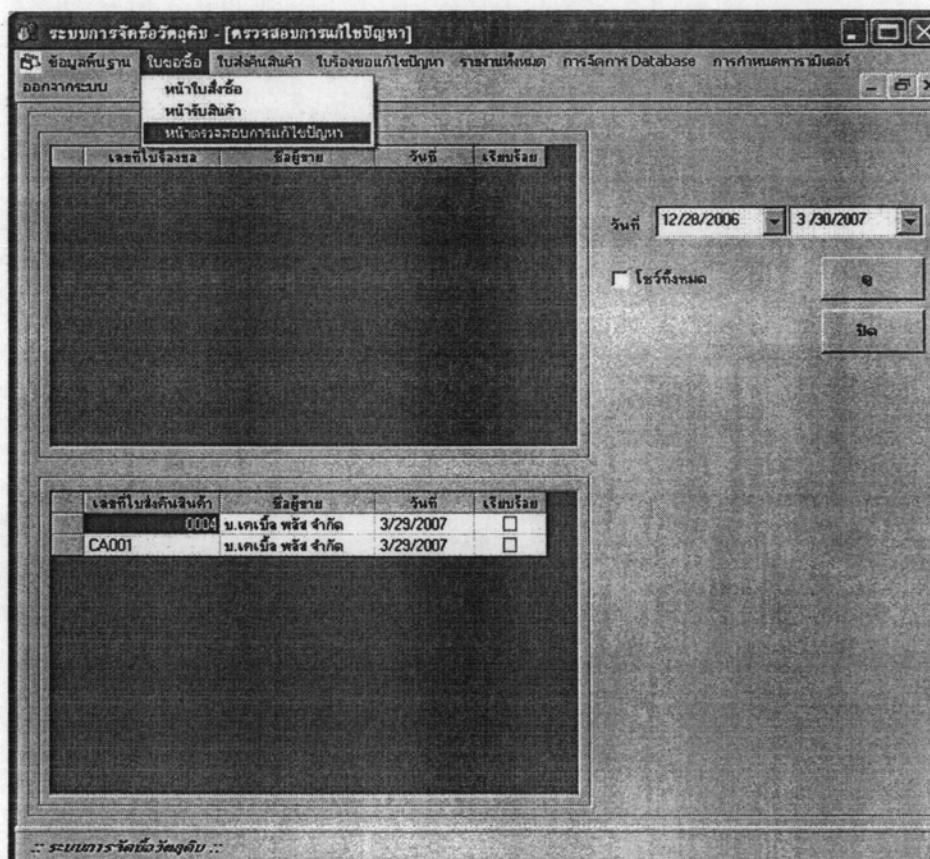 ระบบการจัดซื้อวัตถุดิบ - [ตรวจสอบการแก้ไขปัญหา]
ข้อมูลพื้นฐาน ใบขอซื้อ ใบส่งคืนสินค้า ใบร้องขอแก้ไขปัญหา รายงานทั้งหมด การจัดการ Database การกำหนดพารามิเตอร์
ออกจากระบบ
หน้าใบสั่งซื้อ
หน้ารับสินค้า
หน้าตรวจสอบการแก้ไขปัญหา
เลขที่ใบร้องขอ ชื่อผู้ขาย วันที่ เรียบร้อย
วันที่ 12/28/2006 3 /30/2007
โชว์ทั้งหมด ดู
ปิด
เลขที่ใบส่งคืนสินค้า ชื่อผู้ขาย วันที่ เรียบร้อย
0004 บ.เคเบิ้ล พลัส จำกัด 3/29/2007
CA001 บ.เคเบิ้ล พลัส จำกัด 3/29/2007
.:: ระบบการจัดซื้อวัตถุดิบ ::.